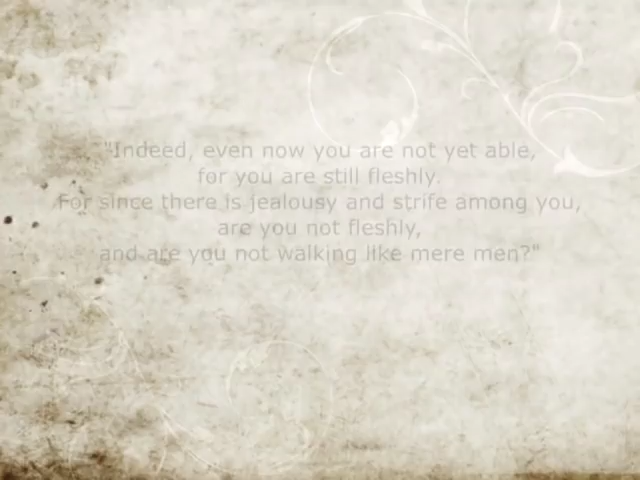 "Indeed, even now you are not yet able,
for you are still fleshly.
For since there is jealousy and strife among you,
are you not fleshly,
and are you not walking like mere men?"